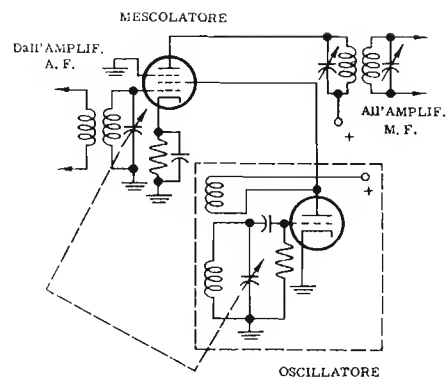 MESCOLATORE
Dall'AMPLIF.
A. F.
All'AMPLIF.
M. F.
+
+
OSCILLATORE